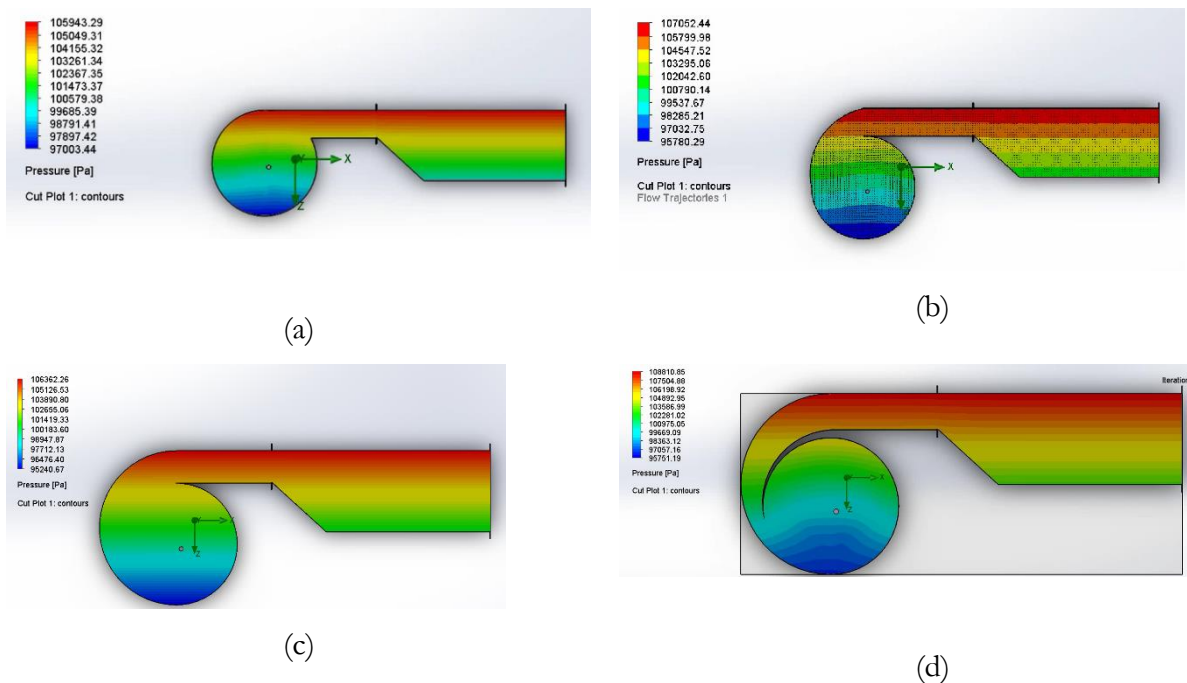 105943.29
105049.31
104155.32
103261.34
102367.35
101473.37
100579.38
99685.39
98791.41
97897.42
97003.44
Pressure [Pa]
Cut Plot 1: contours
X
Z
(a)
107052.44
105799.98
104547.52
103295.06
102042.60
100790.14
99537.67
98285.21
97032.75
95780.29
Pressure [Pa]
Cut Plot 1: contours
Flow Trajectories 1
X
(b)
106362.26
105126.53
103890.80
102655.06
101419.33
100183.60
98947.87
97712.13
96476.40
95240.67
Pressure [Pa]
Cut Plot 1: contours
X
Z
(c)
108810.85
107504.88
106198.92
104892.95
103586.99
102281.02
100975.05
99669.09
98363.12
97057.16
95751.19
Pressure [Pa]
Cut Plot 1: contours
Iteration
X
Z
(d)